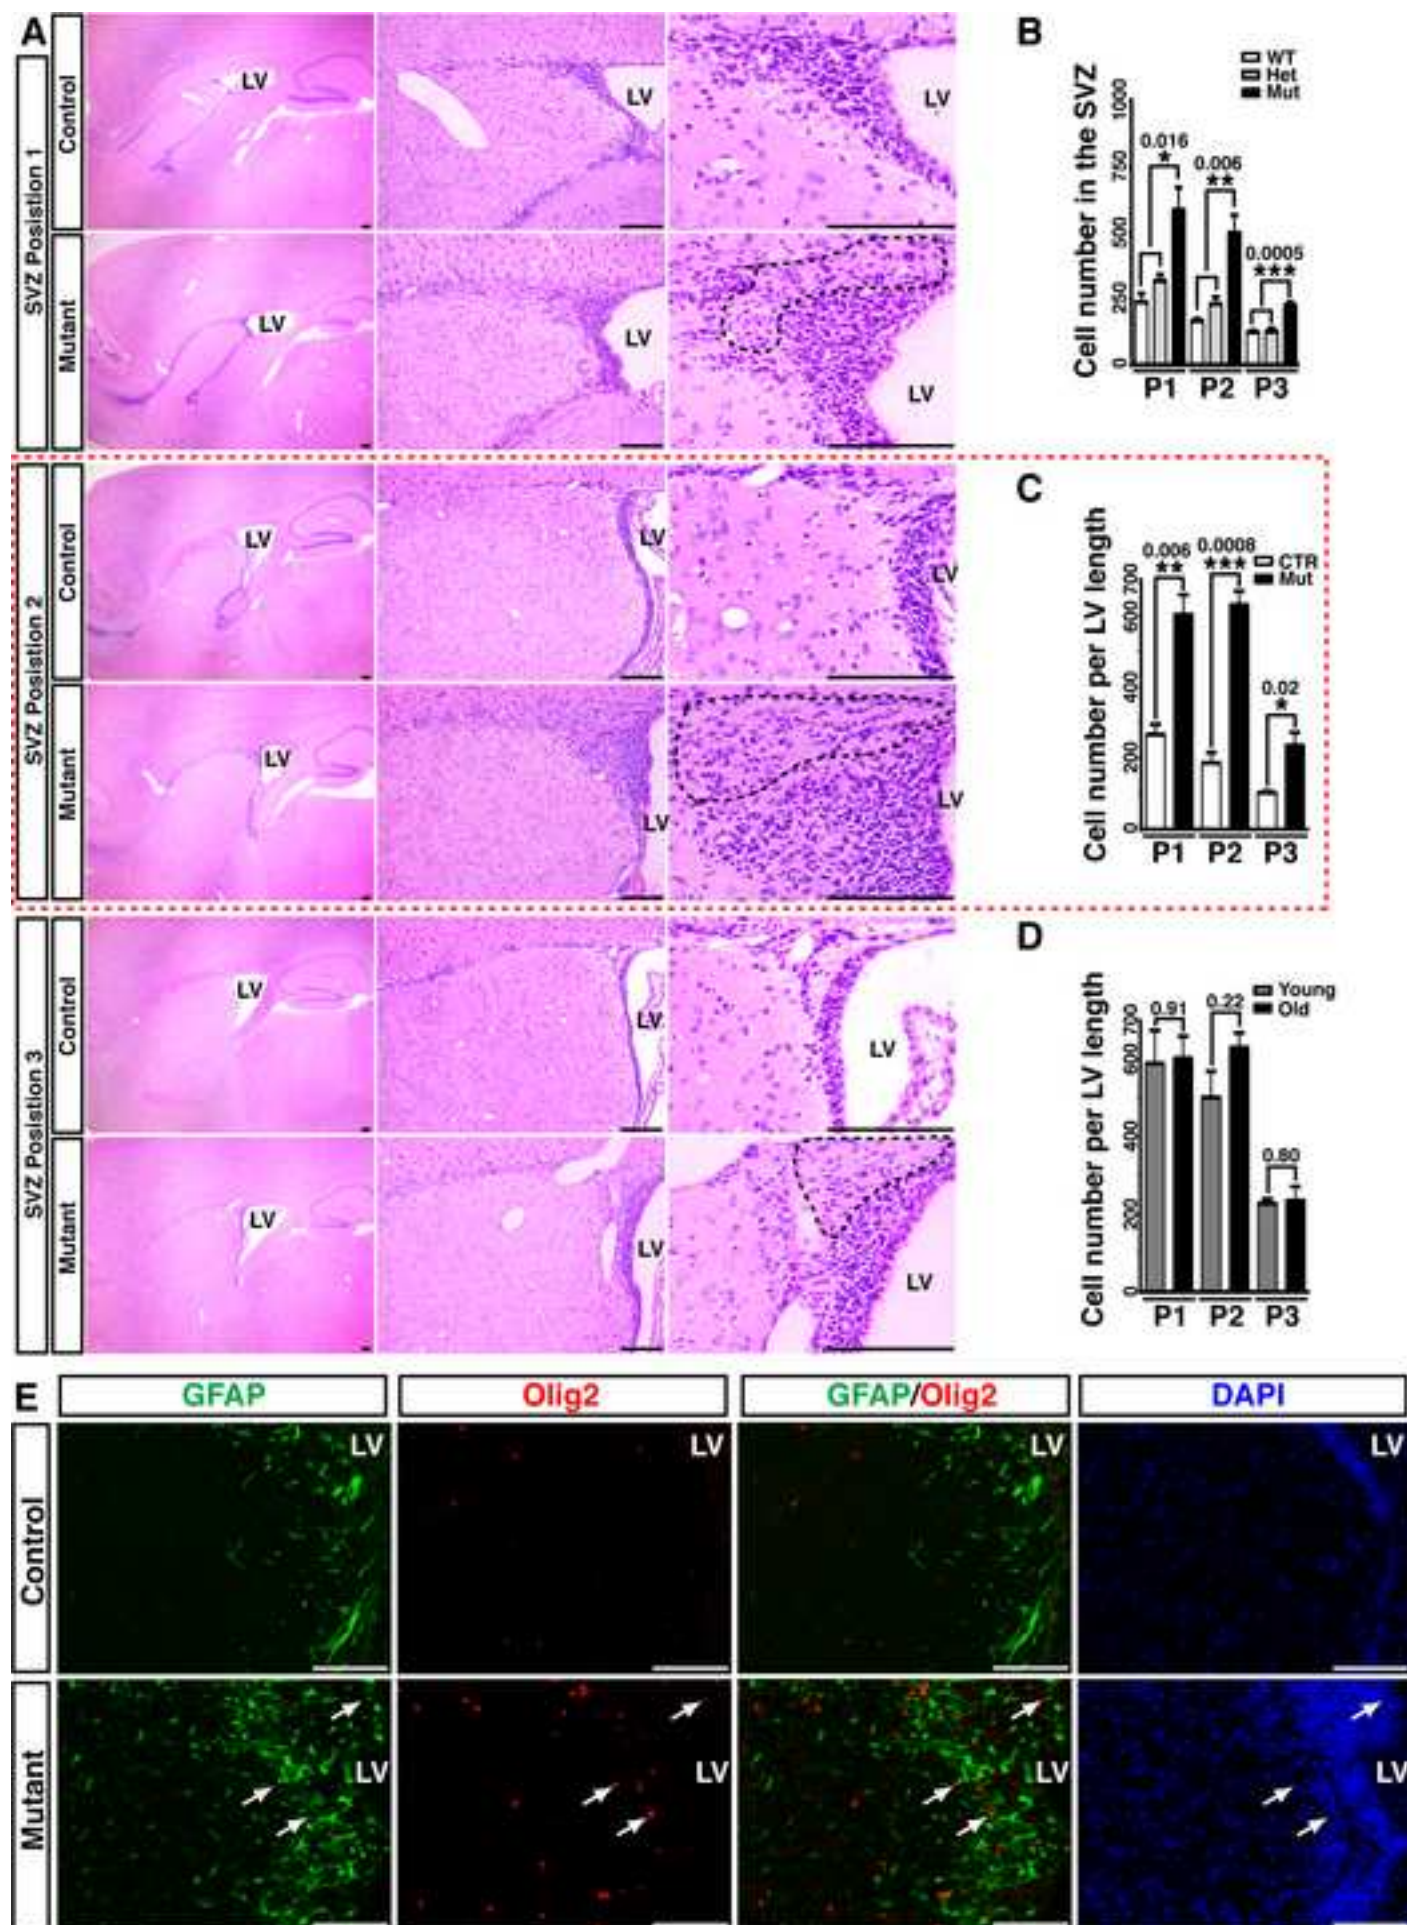 A
SVZ Posistion 1
Control
LV
LV
LV
Mutant
LV
LV
LV
B
WT
Het
Mut
Cell number in the SVZ
1000
750
500
250
0
0.016
*
0.006
**
0.0005
***
P1 P2 P3
SVZ Posistion 2
Control
LV
LV
LV
Mutant
LV
LV
LV
C
CTR
Mut
Cell number per LV length
700
600
400
200
0
0.006
**
0.0008
***
0.02
*
P1 P2 P3
SVZ Posistion 3
Control
LV
LV
LV
Mutant
LV
LV
LV
D
Young
Old
Cell number per LV length
700
600
400
200
0
0.91
0.22
0.80
P1 P2 P3
E
GFAP Olig2 GFAP/Olig2 DAPI
Control
LV LV LV LV
Mutant
LV LV LV LV